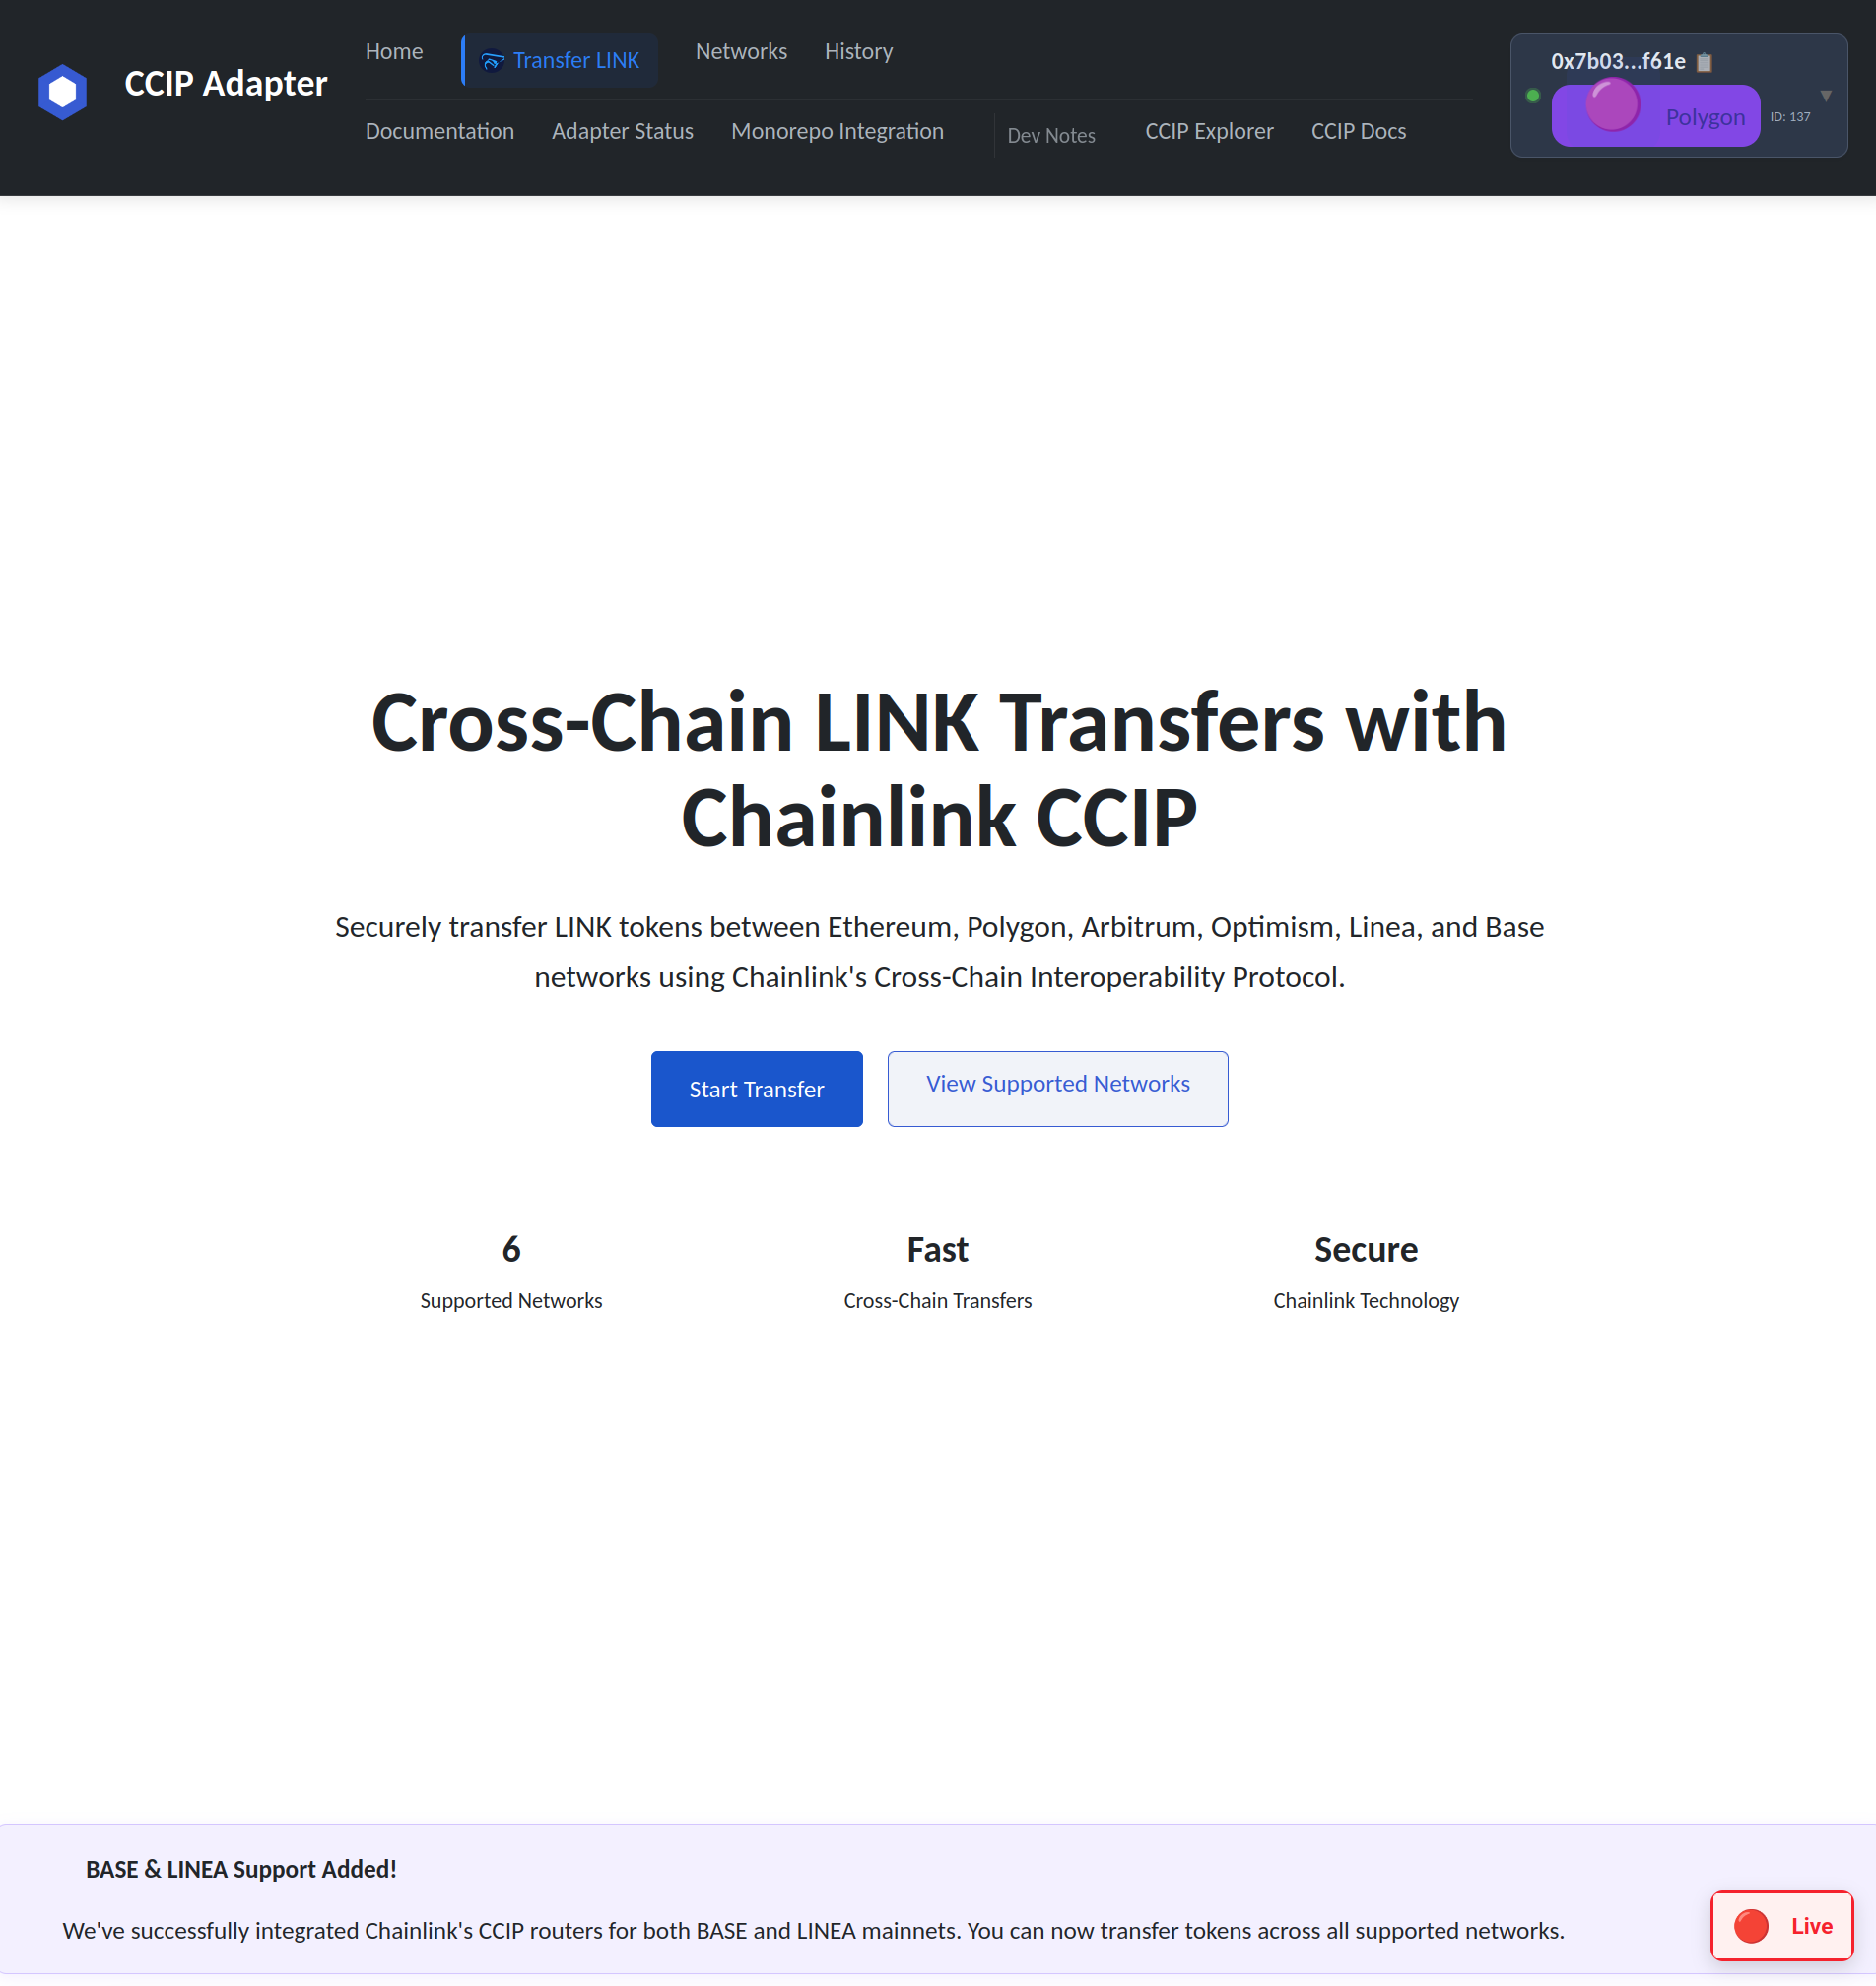 CCIP Adapter
Home
Transfer LINK
Networks
History
Documentation
Adapter Status
Monorepo Integration
Dev Notes
CCIP Explorer
CCIP Docs
0x7b03...f61e
Polygon
ID: 137
Cross-Chain LINK Transfers with
Chainlink CCIP
Securely transfer LINK tokens between Ethereum, Polygon, Arbitrum, Optimism, Linea, and Base
networks using Chainlink's Cross-Chain Interoperability Protocol.
Start Transfer
View Supported Networks
6
Supported Networks
Fast
Cross-Chain Transfers
Secure
Chainlink Technology
BASE & LINEA Support Added!
We've successfully integrated Chainlink's CCIP routers for both BASE and LINEA mainnets. You can now transfer tokens across all supported networks.
Live